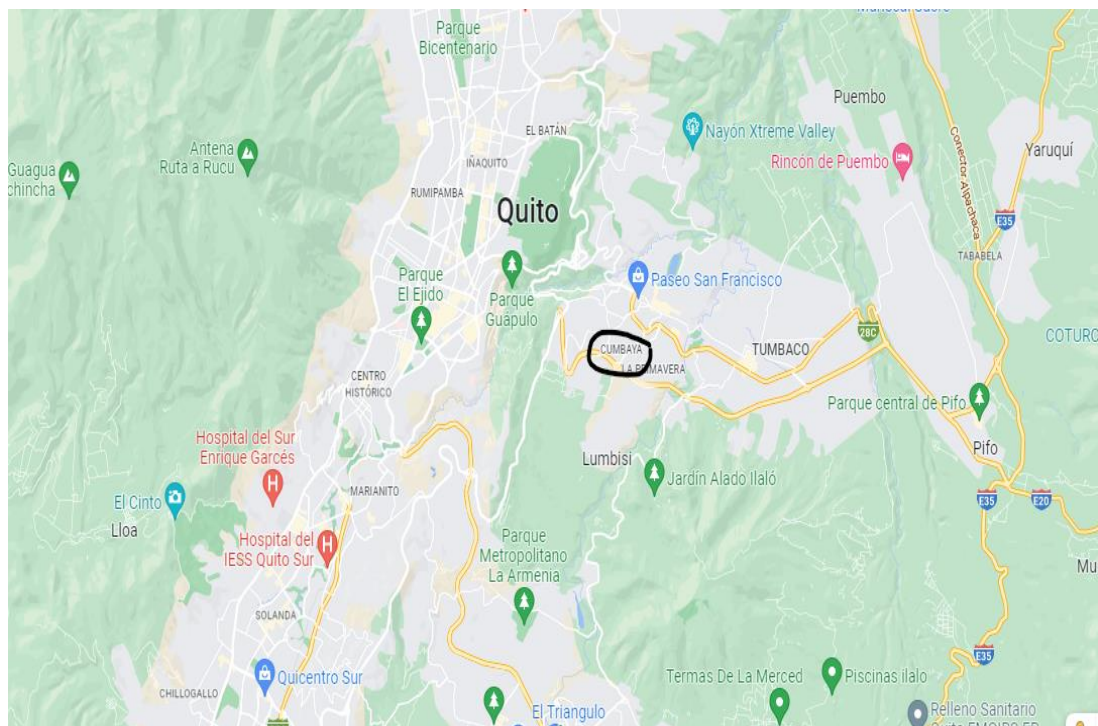 Mariscal Sucre
Parque
Bicentenario
Puembo
EL BATÁN
Nayón Xtreme Valley
Conector Alpachaca
Yaruquí
Antena
Ruta a Rucu
Guagua
chincha
IÑAQUITO
Rincón de Puembo
RUMIPAMBA
Quito
E35
TABABELA
Parque
El Ejido
Parque
Guápulo
Paseo San Francisco
28C
COTURC
CUMBAYA
TUMBACO
LA PRIMAVERA
CENTRO
HISTÓRICO
Parque central de Pifo
Hospital del Sur
Enrique Garcés
Lumbisi
Pifo
Jardín Alado Ilaló
MARIANITO
El Cinto
E35
E20
Lloa
Hospital del
IESS Quito Sur
Parque
Metropolitano
La Armenia
Mu
SOLANDA
E35
Quicentro Sur
Termas De La Merced
Piscinas ilalo
CHILLOGALLO
El Triangulo
Relleno Sanitario